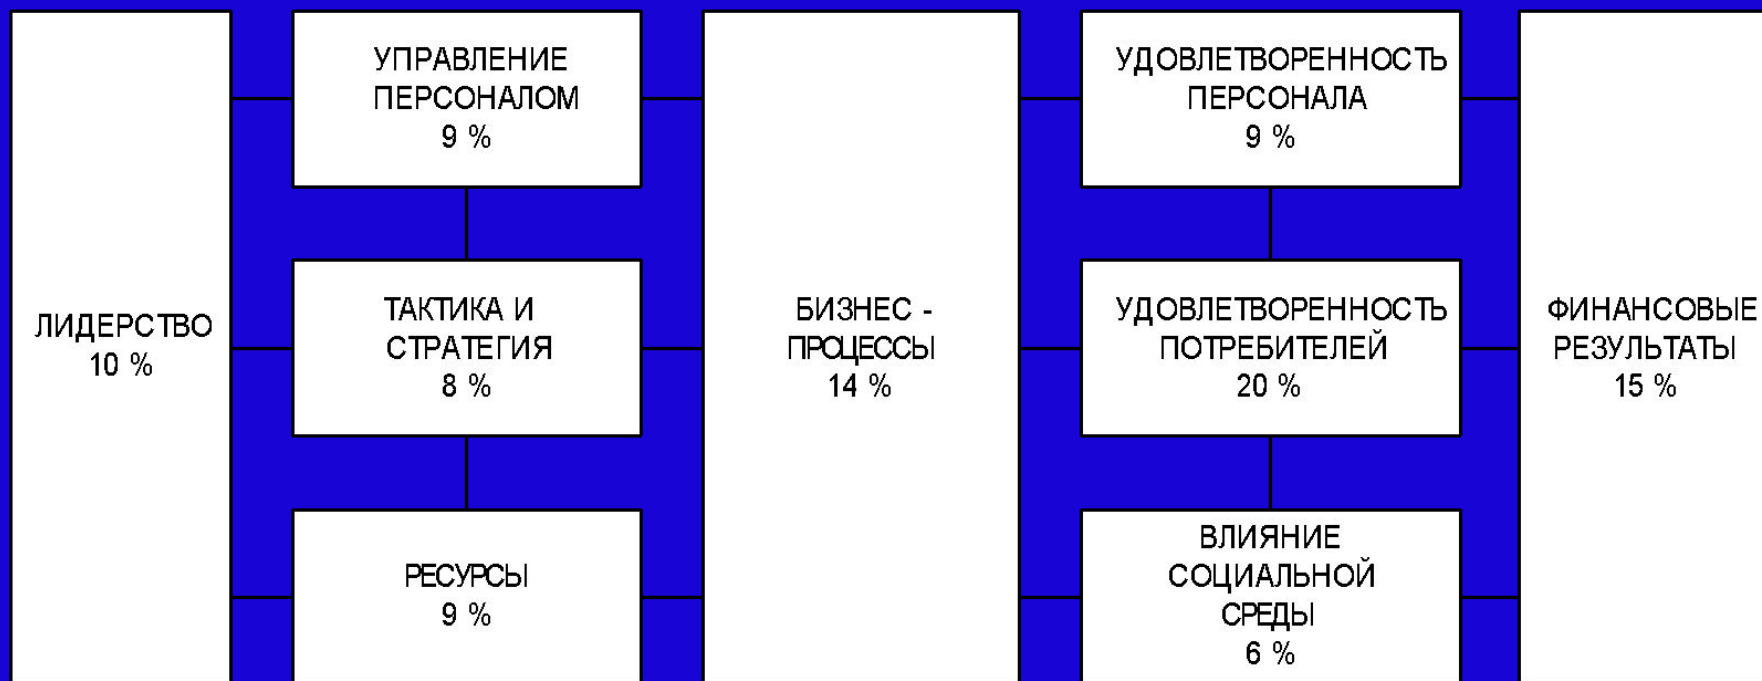 ЛИДЕРСТВО
10 %
УПРАВЛЕНИЕ
ПЕРСОНАЛОМ
9 %
ТАКТИКА И
СТРАТЕГИЯ
8 %
РЕСУРСЫ
9 %
БИЗНЕС -
ПРОЦЕССЫ
14 %
УДОВЛЕТВОРЕННОСТЬ
ПЕРСОНАЛА
9 %
УДОВЛЕТВОРЕННОСТЬ
ПОТРЕБИТЕЛЕЙ
20 %
ВЛИЯНИЕ
СОЦИАЛЬНОЙ
СРЕДЫ
6 %
ФИНАНСОВЫЕ
РЕЗУЛЬТАТЫ
15 %